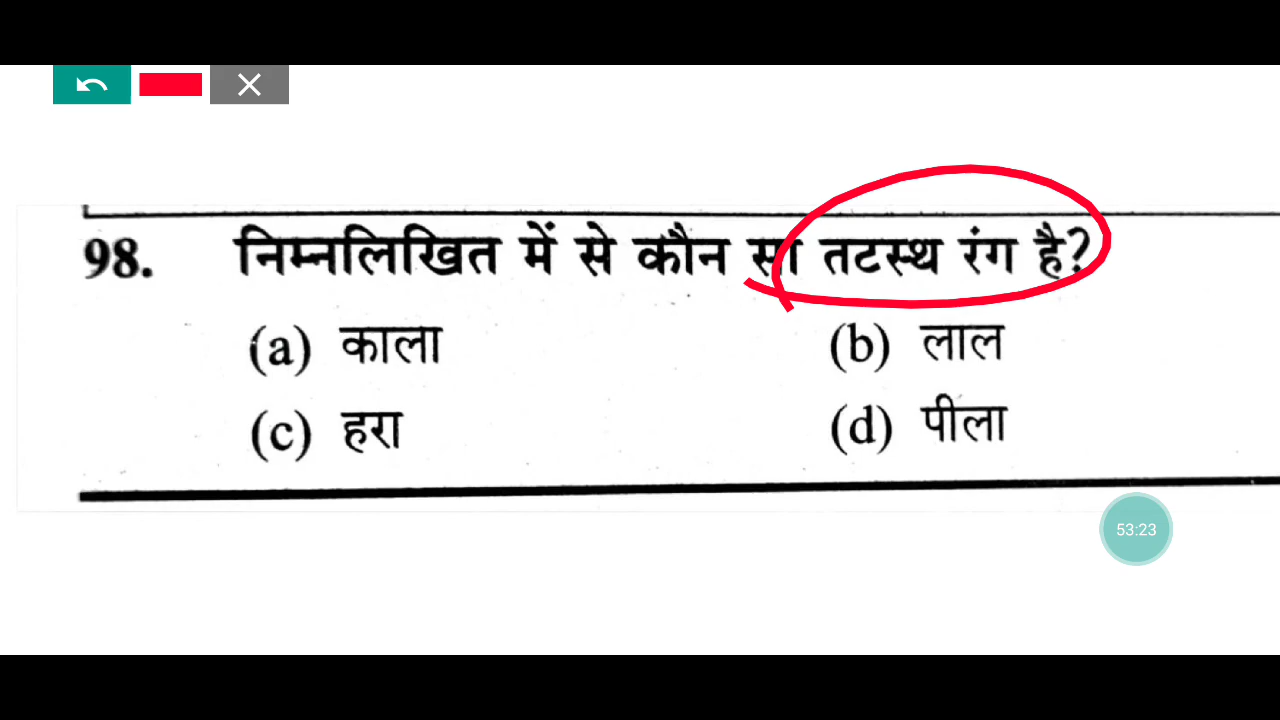 98. निम्नलिखित में से कौन सा तटस्थ रंग है?
(a) काला (b) लाल
(c) हरा (d) पीला
53:23